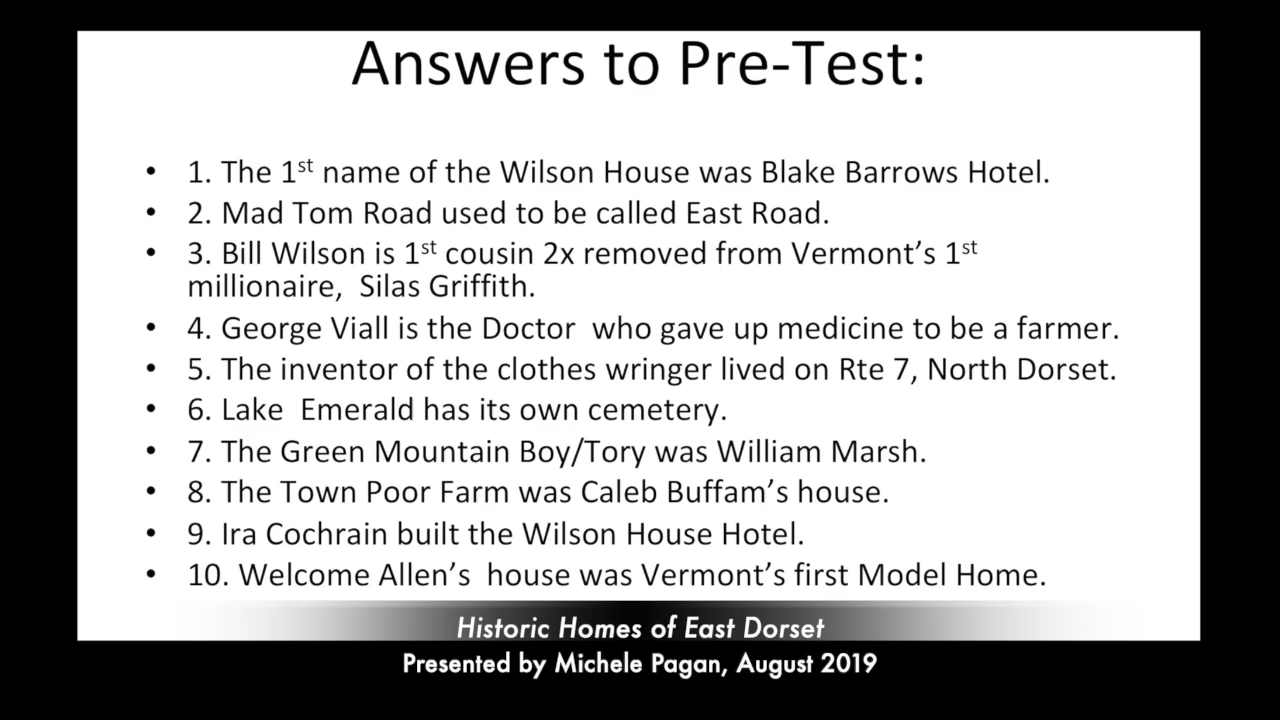 Answers to Pre-Test:
• 1. The 1st name of the Wilson House was Blake Barrows Hotel.
• 2. Mad Tom Road used to be called East Road.
• 3. Bill Wilson is 1st cousin 2x removed from Vermont’s 1st
millionaire,  Silas Griffith.
• 4. George Viall is the Doctor  who gave up medicine to be a farmer.
• 5. The inventor of the clothes wringer lived on Rte 7, North Dorset.
• 6. Lake  Emerald has its own cemetery.
• 7. The Green Mountain Boy/Tory was William Marsh.
• 8. The Town Poor Farm was Caleb Buffam’s house.
• 9. Ira Cochrain built the Wilson House Hotel.
• 10. Welcome Allen’s  house was Vermont’s first Model Home.
Historic Homes of East Dorset
Presented by Michele Pagan, August 2019